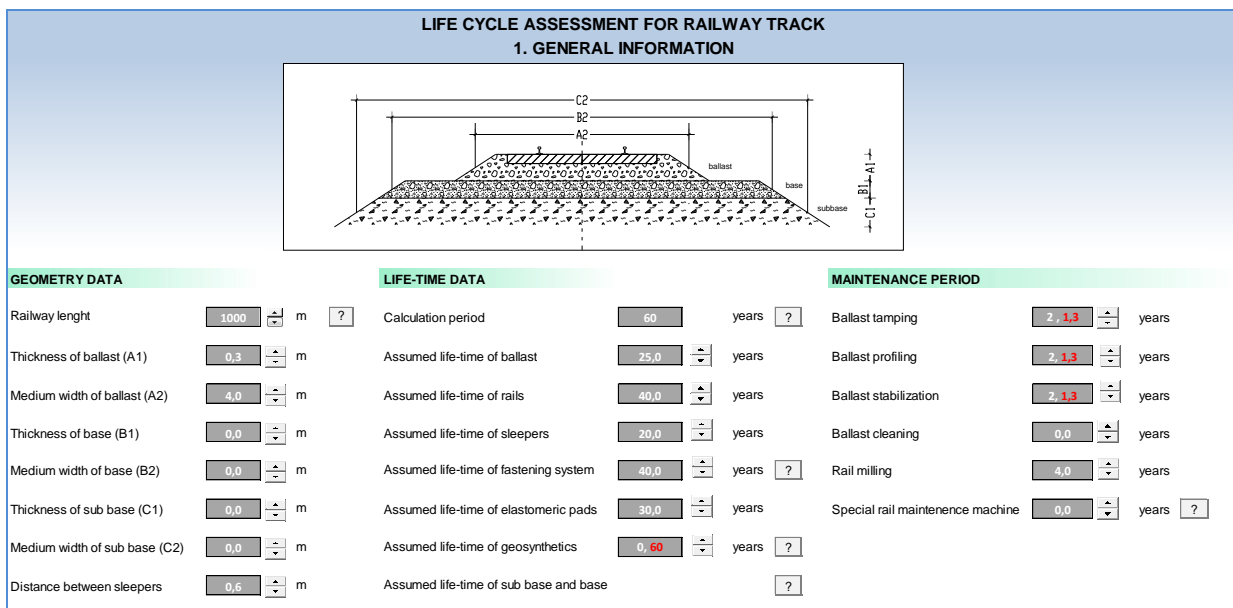 LIFE CYCLE ASSESSMENT FOR RAILWAY TRACK
1. GENERAL INFORMATION
C2
B2
A2
ballast
base
subbase
A1
B1
C1
GEOMETRY DATA
Railway lenght 1000 m ?
Thickness of ballast (A1) 0,3 m
Medium width of ballast (A2) 4,0 m
Thickness of base (B1) 0,0 m
Medium width of base (B2) 0,0 m
Thickness of sub base (C1) 0,0 m
Medium width of sub base (C2) 0,0 m
Distance between sleepers 0,6 m
LIFE-TIME DATA
Calculation period 60 years ?
Assumed life-time of ballast 25,0 years
Assumed life-time of rails 40,0 years
Assumed life-time of sleepers 20,0 years
Assumed life-time of fastening system 40,0 years ?
Assumed life-time of elastomeric pads 30,0 years
Assumed life-time of geosynthetics 0, 60 years ?
Assumed life-time of sub base and base ?
MAINTENANCE PERIOD
Ballast tamping 2 , 1,3 years
Ballast profiling 2, 1,3 years
Ballast stabilization 2, 1,3 years
Ballast cleaning 0,0 years
Rail milling 4,0 years
Special rail maintenence machine 0,0 years ?